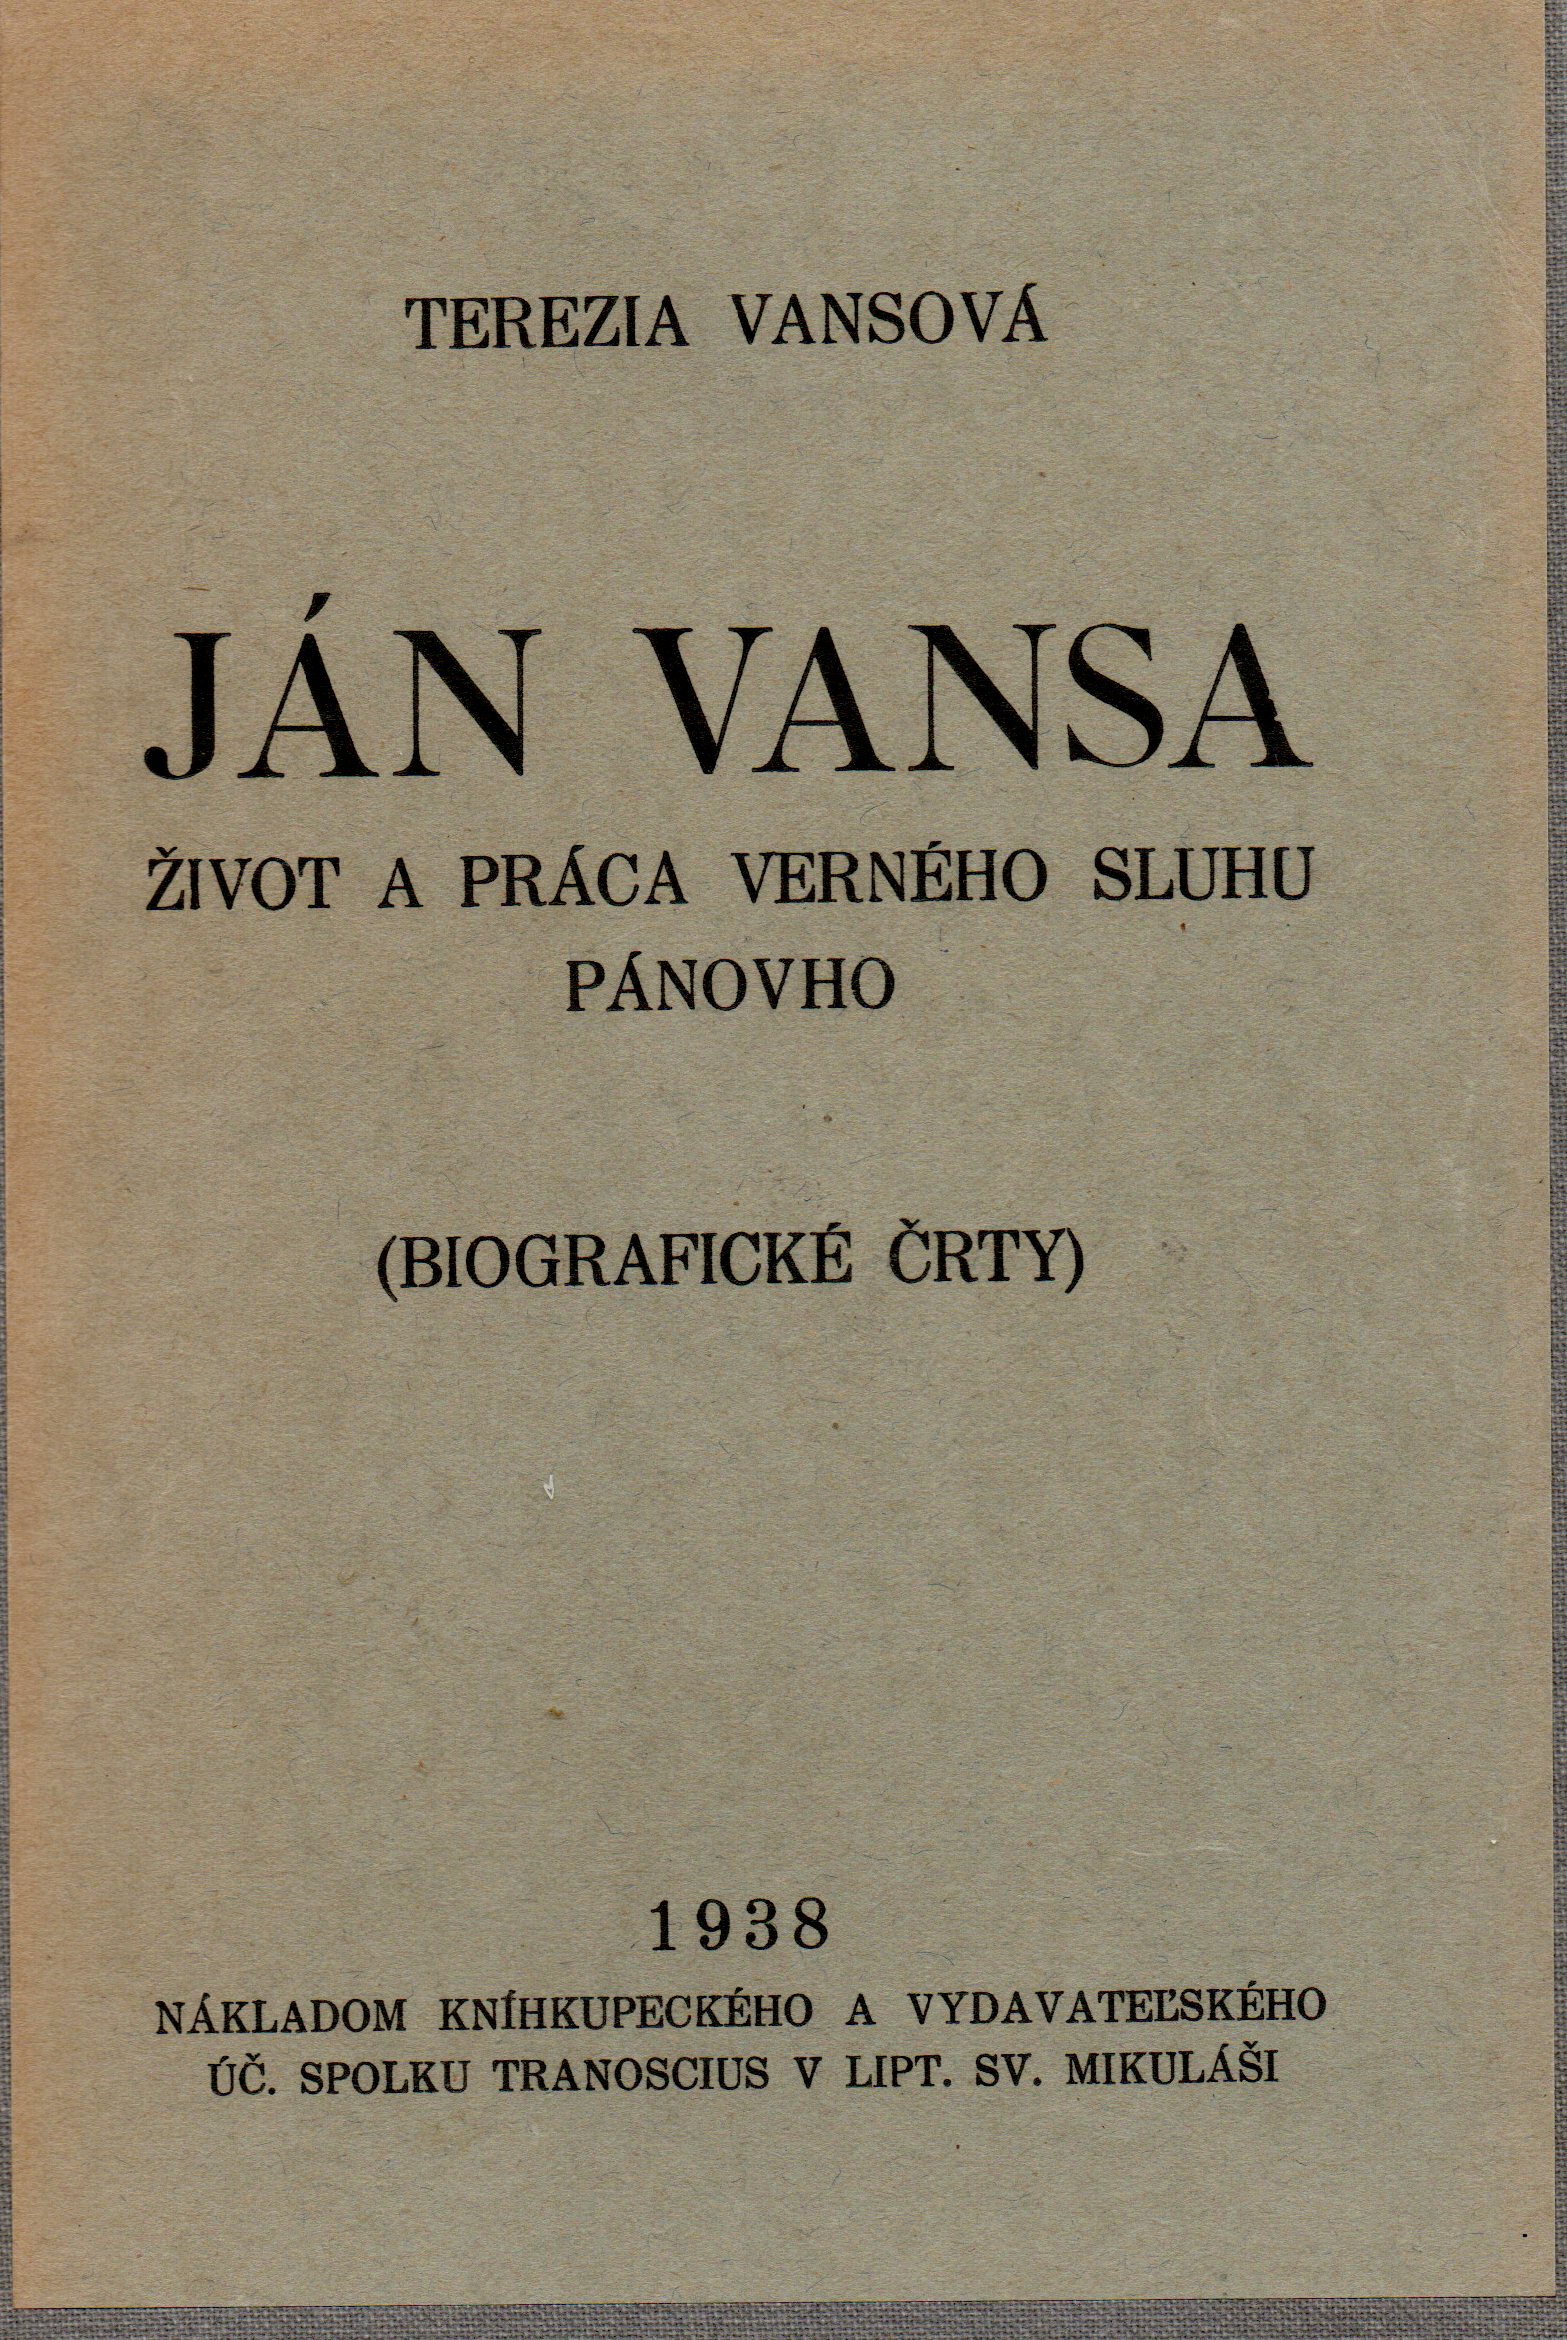 TEREZIA VANSOVÁ
JÁN VANSA
ŽIVOT A PRÁCA VERNÉHO SLUHU
PÁNOVHO
(BIOGRAFICKÉ ČRTY)
1938
NÁKLADOM KNÍHKUPECKÉHO A VYDAVATEĽSKÉHO
ÚČ. SPOLKU TRANOSCIUS V LIPT. SV. MIKULÁŠI